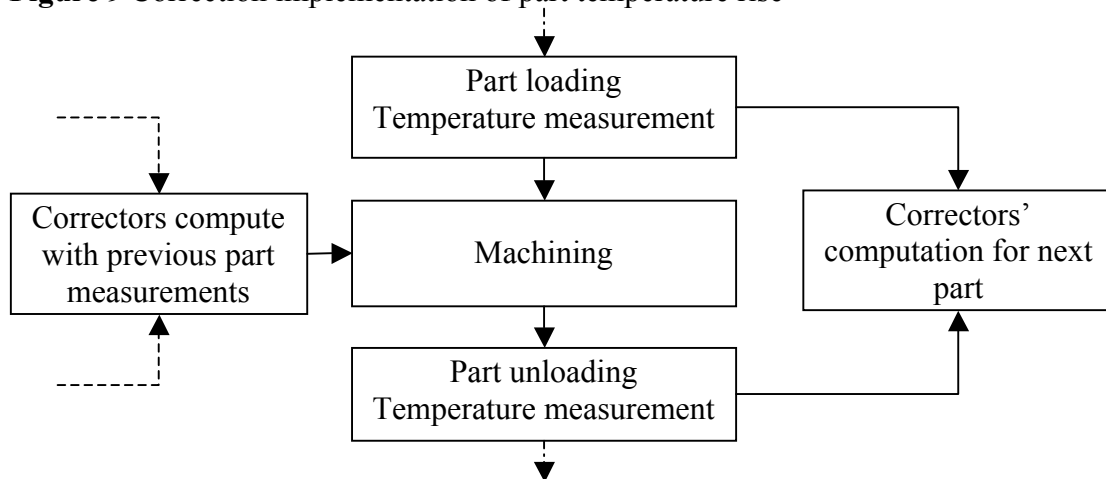 Figure 9 Correction implementation of part temperature rise
Part loading
Temperature measurement
Correctors compute
with previous part
measurements
Machining
Correctors’
computation for next
part
Part unloading
Temperature measurement